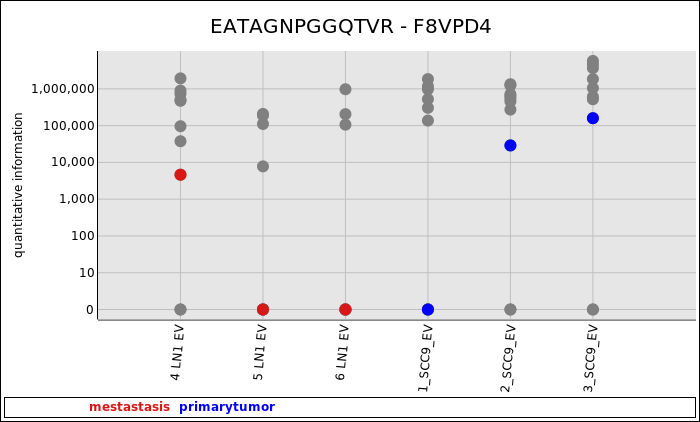 EATAGNPGGQTVR - F8VPD4
quantitative information
1,000,000
100,000
10,000
1,000
100
10
0
4 LN1 EV
5 LN1 EV
6 LN1 EV
1_SCC9_EV
2_SCC9_EV
3_SCC9_EV
mestastasis primarytumor